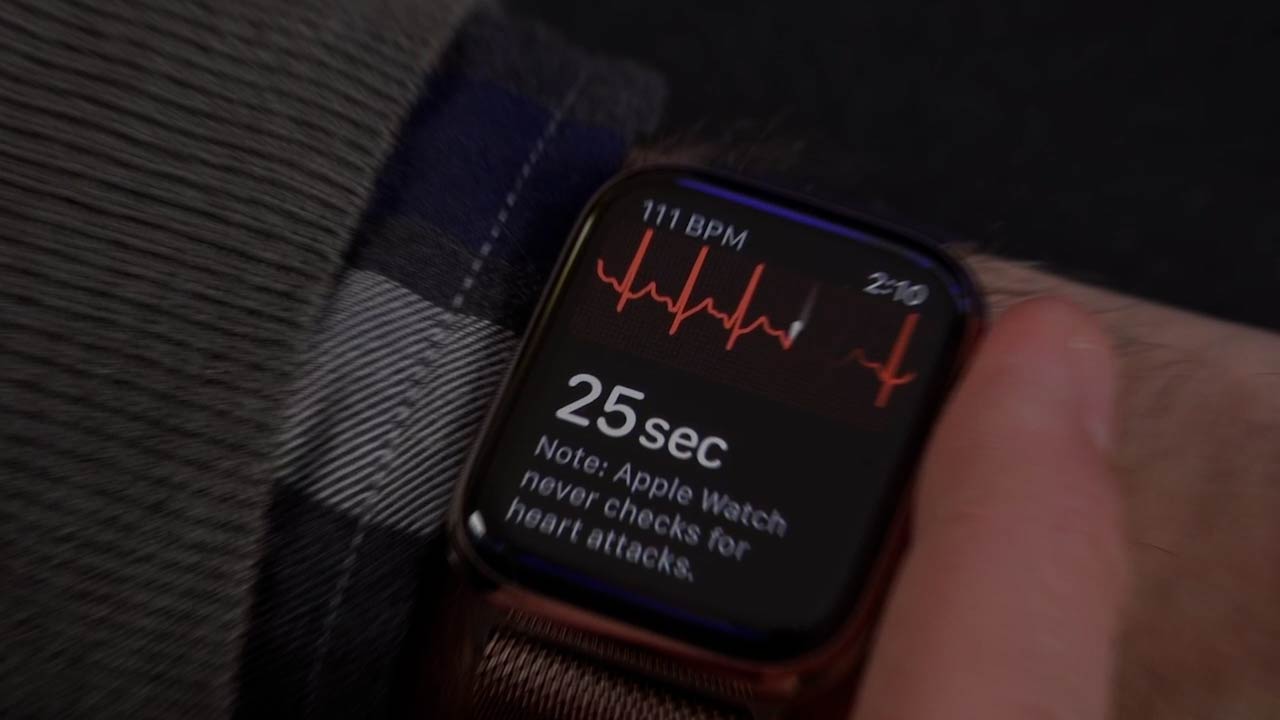 111 BPM
2:10
25 sec
Note: Apple Watch
never checks for
heart attacks.